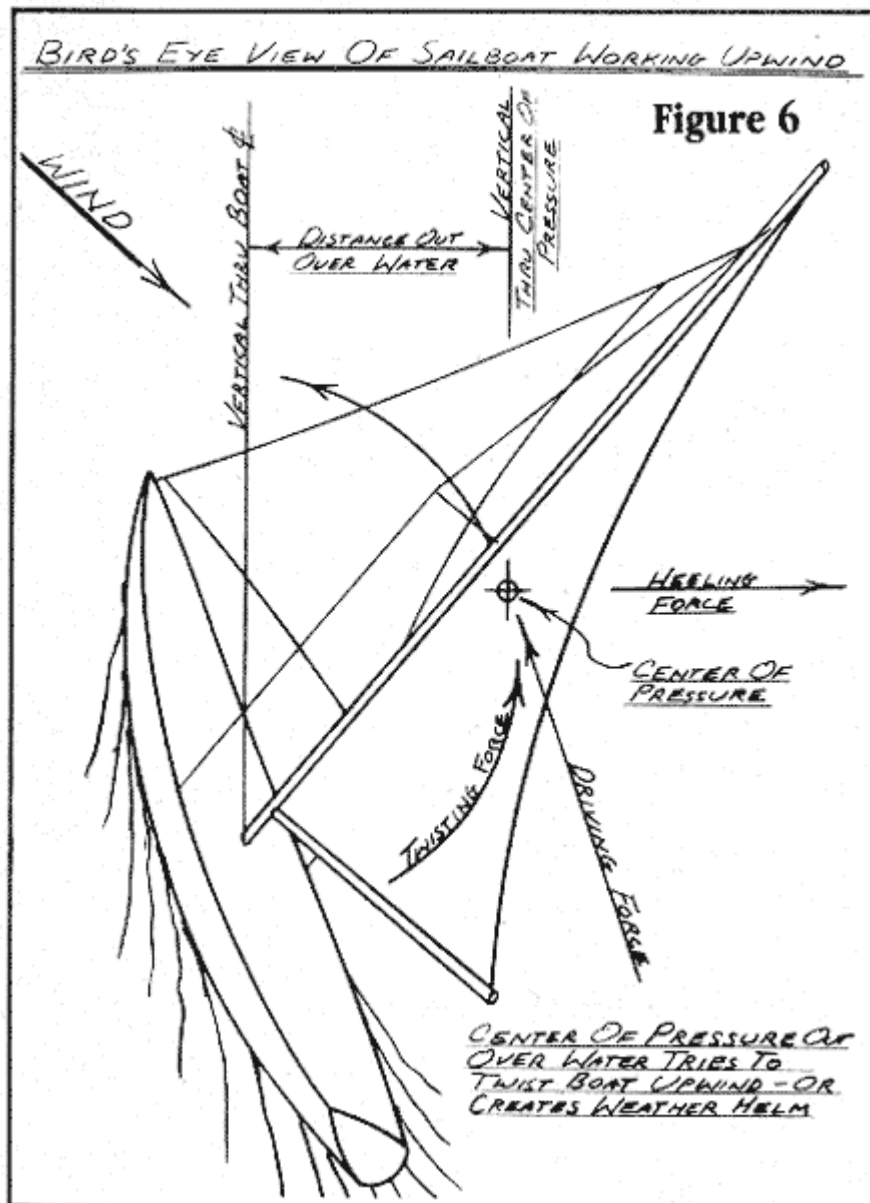 BIRD'S EYE VIEW OF SAILBOAT WORKING UPWIND
Figure 6
WIND
VERTICAL THRU BOAT ℄
DISTANCE OUT
OVER WATER
VERTICAL
THRU CENTER OF
PRESSURE
HEELING
FORCE
CENTER OF
PRESSURE
TWISTING FORCE
DRIVING FORCE
CENTER OF PRESSURE OUT
OVER WATER TRIES TO
TWIST BOAT UPWIND - OR
CREATES WEATHER HELM